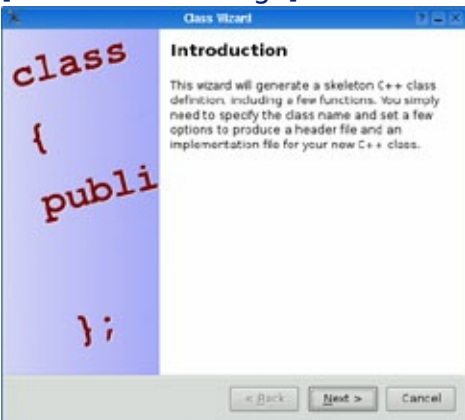 Class Wizard
class
{
publi
};
Introduction
This wizard will generate a skeleton C++ class
definition, including a few functions. You simply
need to specify the class name and set a few
options to produce a header file and an
implementation file for your new C++ class.
< Back
Next >
Cancel